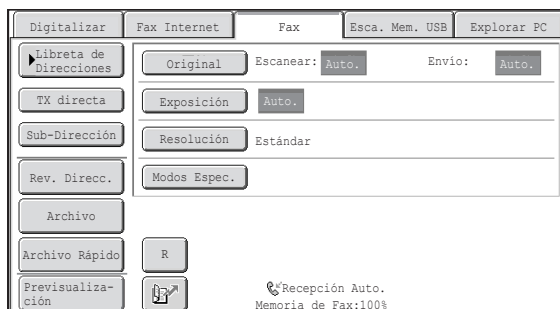 Digitalizar
Fax Internet
Fax
Esca. Mem. USB
Explorar PC
Libreta de
Direcciones
Original
Escanear:
Auto.
Envío:
Auto.
TX directa
Exposición
Auto.
Sub-Dirección
Resolución
Estándar
Rev. Direcc.
Modos Espec.
Archivo
Archivo Rápido
R
Previsualiza-
ción
Recepción Auto.
Memoria de Fax:100%